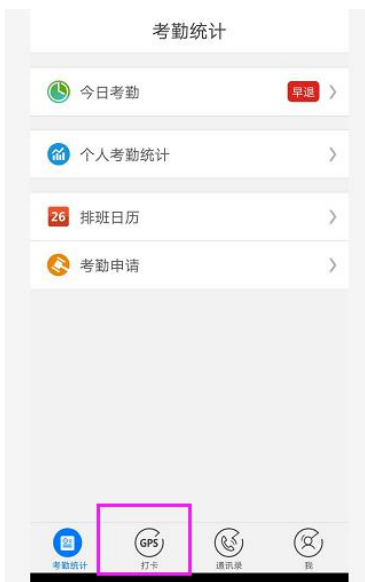 考勤统计
今日考勤 早退
个人考勤统计
26 排班日历
考勤申请
GPS
考勤统计 打卡 通讯录 我